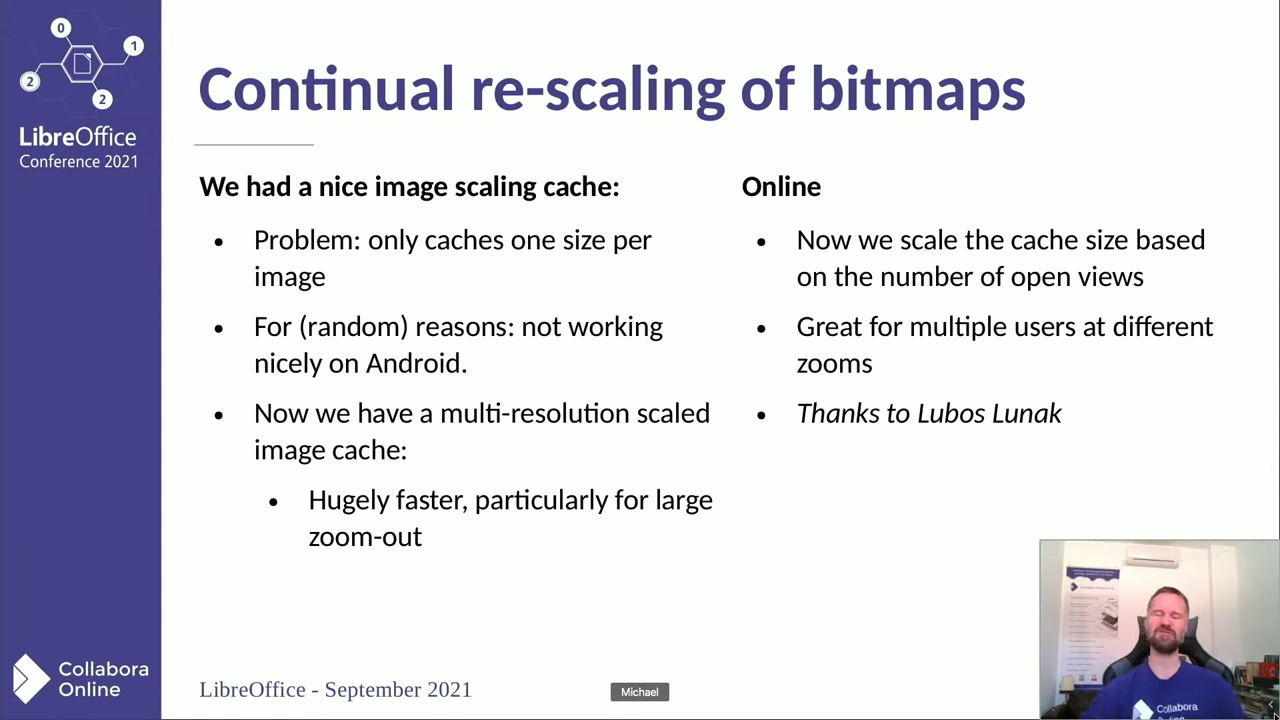 0
1
2
2
LibreOffice
Conference 2021
Continual re-scaling of bitmaps
We had a nice image scaling cache:
• Problem: only caches one size per
image
• For (random) reasons: not working
nicely on Android.
• Now we have a multi-resolution scaled
image cache:
• Hugely faster, particularly for large
zoom-out
Online
• Now we scale the cache size based
on the number of open views
• Great for multiple users at different
zooms
• Thanks to Lubos Lunak
Collabora
Online
LibreOffice - September 2021
Michael
Collabora